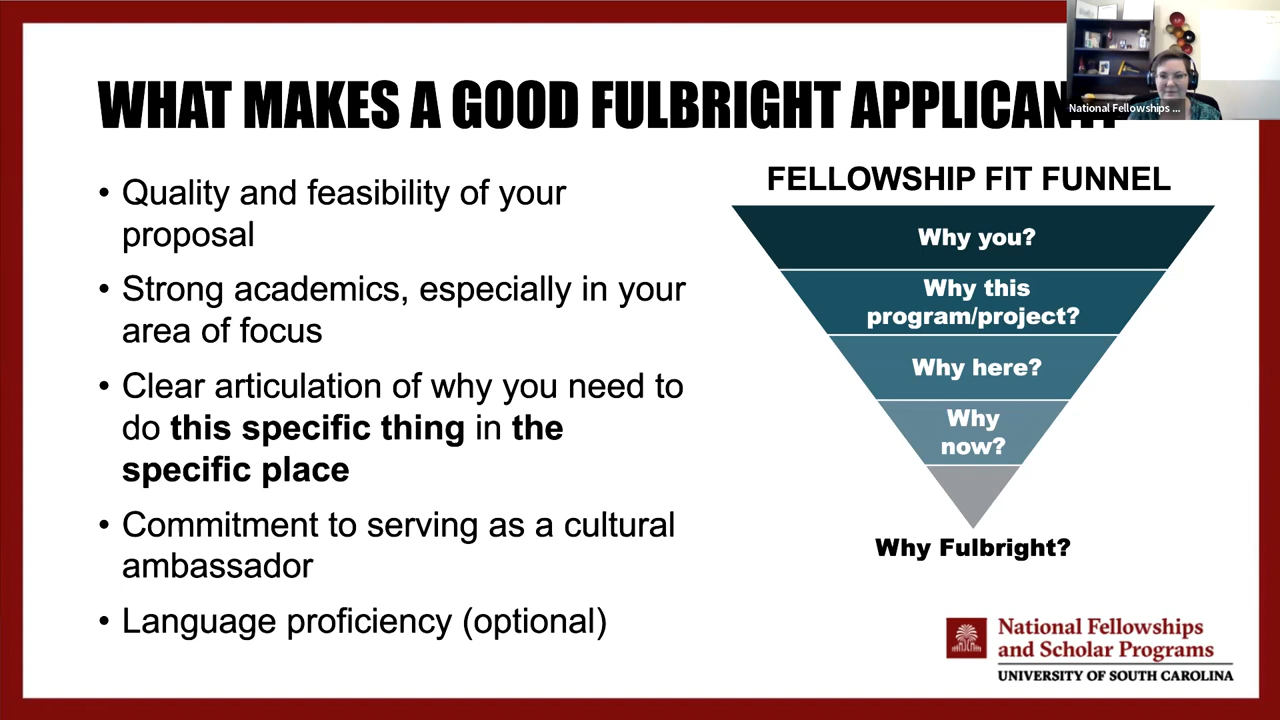 WHAT MAKES A GOOD FULBRIGHT APPLICANT?
National Fellowships ...
• Quality and feasibility of your
proposal
• Strong academics, especially in your
area of focus
• Clear articulation of why you need to
do this specific thing in the
specific place
• Commitment to serving as a cultural
ambassador
• Language proficiency (optional)
FELLOWSHIP FIT FUNNEL
Why you?
Why this
program/project?
Why here?
Why
now?
Why Fulbright?
National Fellowships
and Scholar Programs
UNIVERSITY OF SOUTH CAROLINA